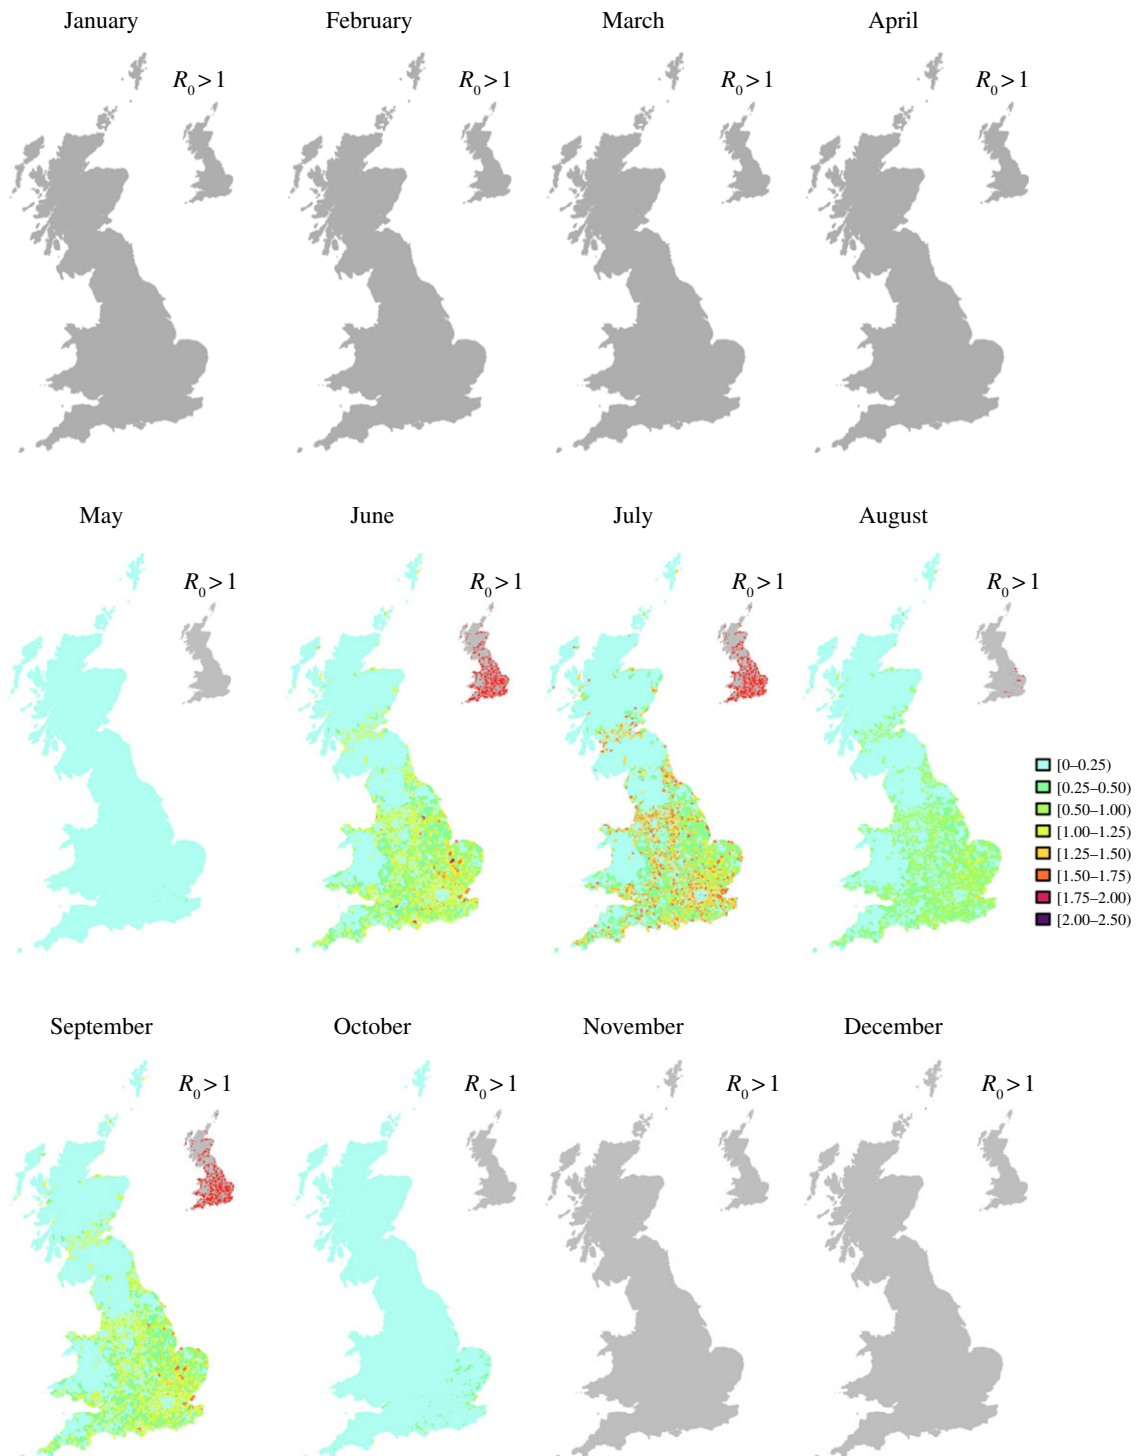 January February March April
R0 > 1 R0 > 1 R0 > 1 R0 > 1
May June July August
R0 > 1 R0 > 1 R0 > 1 R0 > 1
[0–0.25)
[0.25–0.50)
[0.50–1.00)
[1.00–1.25)
[1.25–1.50)
[1.50–1.75)
[1.75–2.00)
[2.00–2.50)
September October November December
R0 > 1 R0 > 1 R0 > 1 R0 > 1